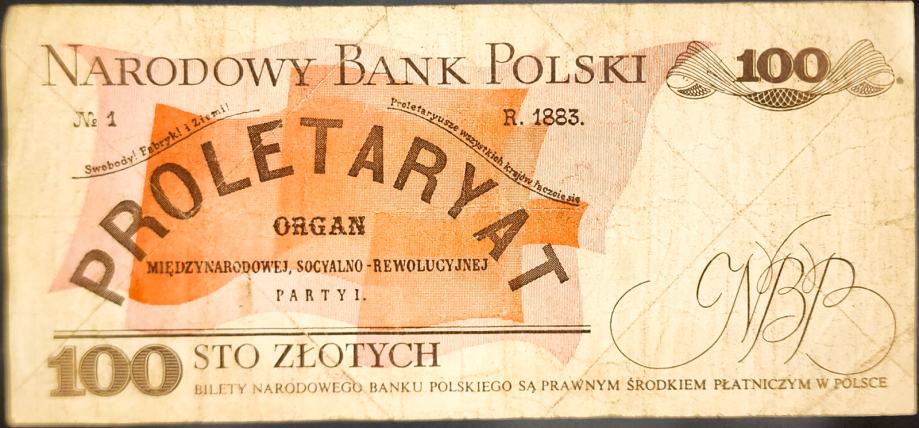 NARODOWY BANK POLSKI
100
№ 1
R. 1883.
Swobody! Fabryk! i Ziemi!
Proletaryusze wszystkich krajów łączcie się
PROLETARYAT
ORGAN
MIĘDZYNARODOWEJ, SOCYALNO-REWOLUCYJNEJ
PARTYI.
NBP
100 STO ZŁOTYCH
BILETY NARODOWEGO BANKU POLSKIEGO SĄ PRAWNYM ŚRODKIEM PŁATNICZYM W POLSCE